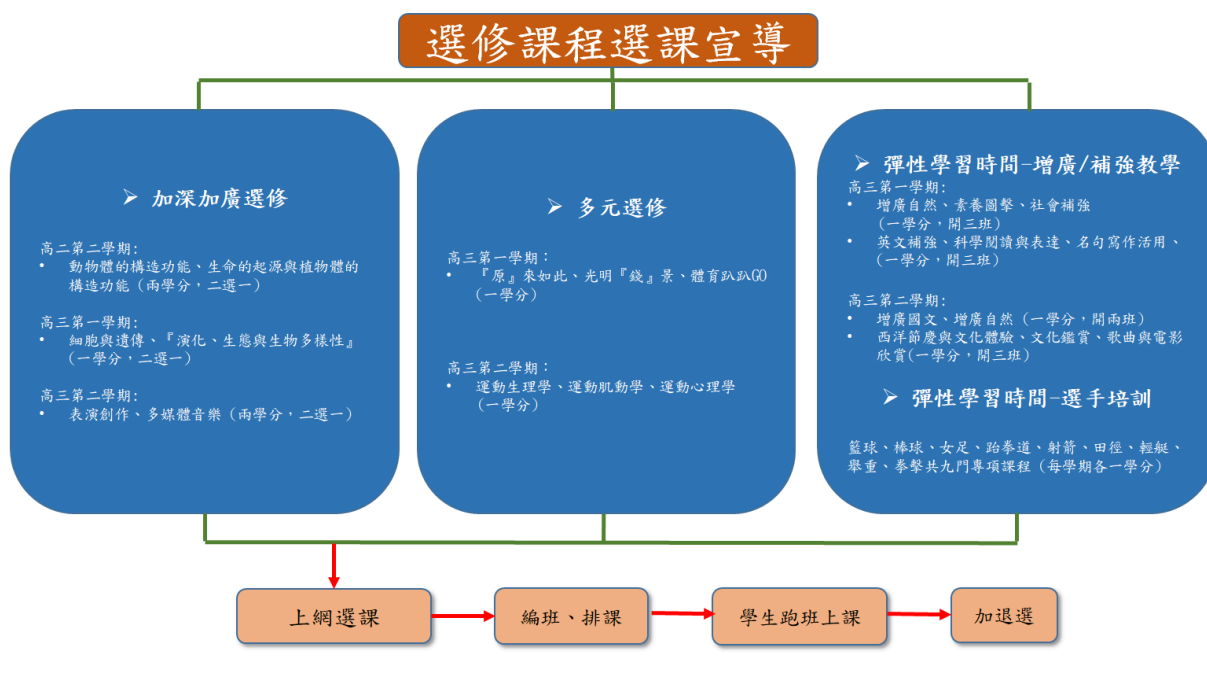 選修課程選課宣導
➢ 加深加廣選修
高二第二學期:
• 動物體的構造功能、生命的起源與植物體的
構造功能（兩學分，二選一）
高三第一學期:
• 細胞與遺傳、『演化、生態與生物多樣性』
（一學分，二選一）
高三第二學期:
• 表演創作、多媒體音樂（兩學分，二選一）
➢ 多元選修
高三第一學期：
• 『原』來如此、光明『錢』景、體育趴趴GO
（一學分）
高三第二學期：
• 運動生理學、運動肌動學、運動心理學
（一學分）
➢ 彈性學習時間-增廣/補強教學
高三第一學期:
• 增廣自然、素養圖擊、社會補強
（一學分，開三班）
• 英文補強、科學閱讀與表達、名句寫作活用、
（一學分，開三班）
高三第二學期:
• 增廣國文、增廣自然（一學分，開兩班）
• 西洋節慶與文化體驗、文化鑑賞、歌曲與電影
欣賞(一學分，開三班）
➢ 彈性學習時間-選手培訓
籃球、棒球、女足、跆拳道、射箭、田徑、輕艇、
舉重、拳擊共九門專項課程（每學期各一學分）
上網選課
編班、排課
學生跑班上課
加退選